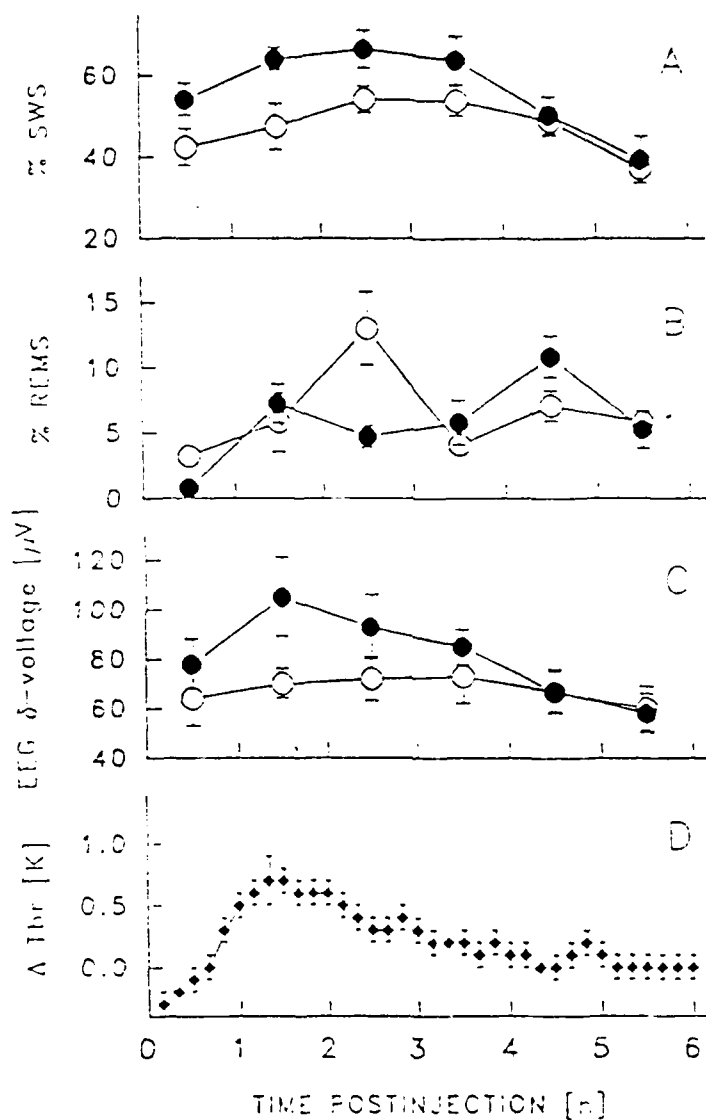 A
% SWS
60
40
20
B
% REMS
15
10
5
0
C
EEG δ-voltage [μV]
120
100
80
60
40
D
Δ Tbr [K]
1.0
0.5
0.0
0 1 2 3 4 5 6
TIME POSTINJECTION [h]